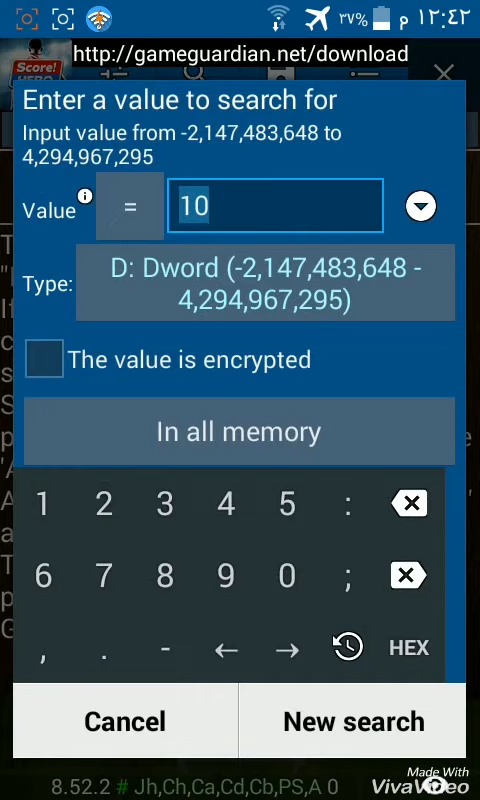 ٣٧% م ١٢:٤٢
http://gameguardian.net/download
Score!
HERO
Enter a value to search for
Input value from -2,147,483,648 to
4,294,967,295
Value i = 10
Type: D: Dword (-2,147,483,648 -
4,294,967,295)
The value is encrypted
In all memory
1 2 3 4 5 :
6 7 8 9 0 ;
, . - ← → HEX
Cancel New search
Made With
VivaVideo
8.52.2 # Jh,Ch,Ca,Cd,Cb,PS,A 0